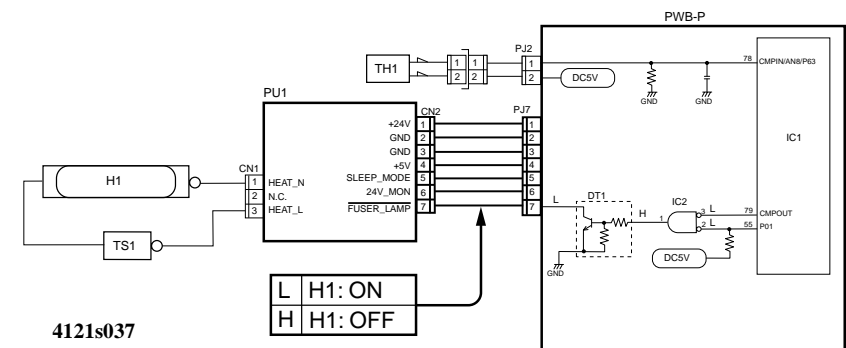 PWB-P
PJ2
TH1
1 1 1
2 2 2
DC5V
78 CMPIN/AN8/P63
GND GND
IC1
PU1
CN2 PJ7
+24V 1 1
GND 2 2
GND 3 3
+5V 4 4
SLEEP_MODE 5 5
24V_MON 6 6
FUSER_LAMP 7 7
CN1
H1
1 HEAT_N
2 N.C.
3 HEAT_L
TS1
L DT1 H 1 IC2 3 L 79 CMPOUT
2 L 55 P01
DC5V
GND
L H1: ON
H H1: OFF
4121s037